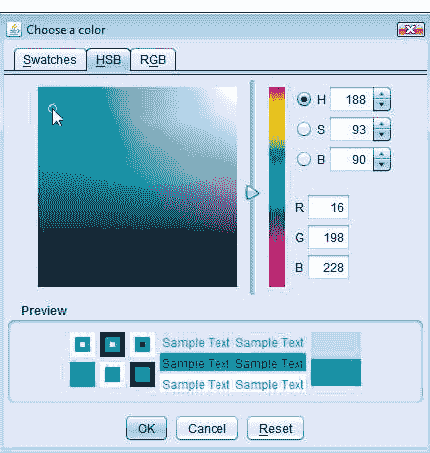 Choose a color
Swatches HSB RGB
H 188
S 93
B 90
R 16
G 198
B 228
Preview
Sample Text Sample Text
Sample Text Sample Text
Sample Text Sample Text
OK Cancel Reset